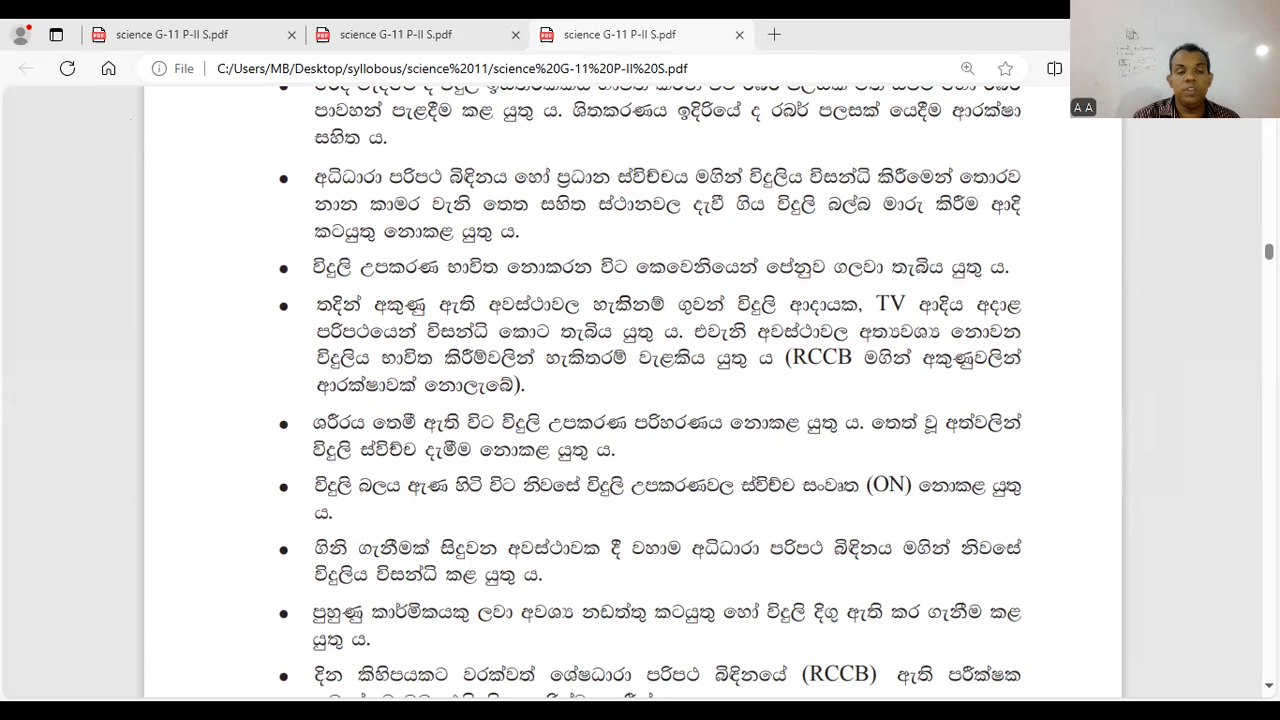 science G-11 P-II S.pdf
science G-11 P-II S.pdf
science G-11 P-II S.pdf
File
C:/Users/MB/Desktop/syllobous/science%2011/science%20G-11%20P-II%20S.pdf
A A
පාවහන් පැළඳීම කළ යුතු ය. ශිතකරණය ඉදිරියේ ද රබර් පලසක් යෙදීම ආරක්ෂා
සහිත ය.
• අධිධාරා පරිපථ බිඳිනය හෝ ප්‍රධාන ස්විච්චය මගින් විදුලිය විසන්ධි කිරීමෙන් තොරව
නාන කාමර වැනි තෙත සහිත ස්ථානවල දැවී ගිය විදුලි බල්බ මාරු කිරීම ආදි
කටයුතු නොකළ යුතු ය.
• විදුලි උපකරණ භාවිත නොකරන විට කෙවෙනියෙන් පේනුව ගලවා තැබිය යුතු ය.
• තදින් අකුණු ඇති අවස්ථාවල හැකිනම් ගුවන් විදුලි ආදායක, TV ආදිය අදාළ
පරිපථයෙන් විසන්ධි කොට තැබිය යුතු ය. එවැනි අවස්ථාවල අත්‍යවශ්‍ය නොවන
විදුලිය භාවිත කිරීම්වලින් හැකිතරම් වැළකිය යුතු ය (RCCB මගින් අකුණුවලින්
ආරක්ෂාවක් නොලැබේ).
• ශරීරය තෙමී ඇති විට විදුලි උපකරණ පරිහරණය නොකළ යුතු ය. තෙත් වූ අත්වලින්
විදුලි ස්විච්ච දැමීම නොකළ යුතු ය.
• විදුලි බලය ඇණ හිටි විට නිවසේ විදුලි උපකරණවල ස්විච්ච සංවෘත (ON) නොකළ යුතු
ය.
• ගිනි ගැනීමක් සිදුවන අවස්ථාවක දී වහාම අධිධාරා පරිපථ බිඳිනය මගින් නිවසේ
විදුලිය විසන්ධි කළ යුතු ය.
• පුහුණු කාර්මිකයකු ලවා අවශ්‍ය නඩත්තු කටයුතු හෝ විදුලි දිගු ඇති කර ගැනීම කළ
යුතු ය.
• දින කිහිපයකට වරක්වත් ශේෂධාරා පරිපථ බිඳිනයේ (RCCB) ඇති පරීක්ෂක